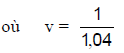 où v = 1/1,04